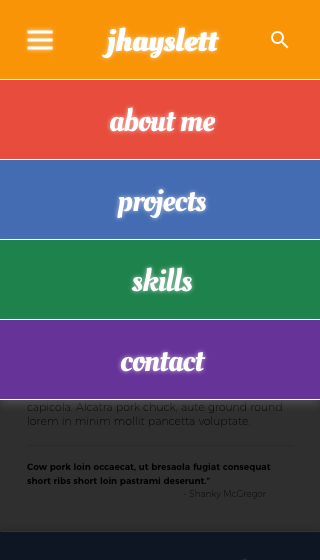 jhayslett
about me
projects
skills
contact
capicola. Alcatra pork chuck, aute ground round
lorem in minim mollit pancetta voluptate
Cow pork loin occaecat, ut bresaola fugiat consequat
short ribs short loin pastrami deserunt."
- Shanky McGregor